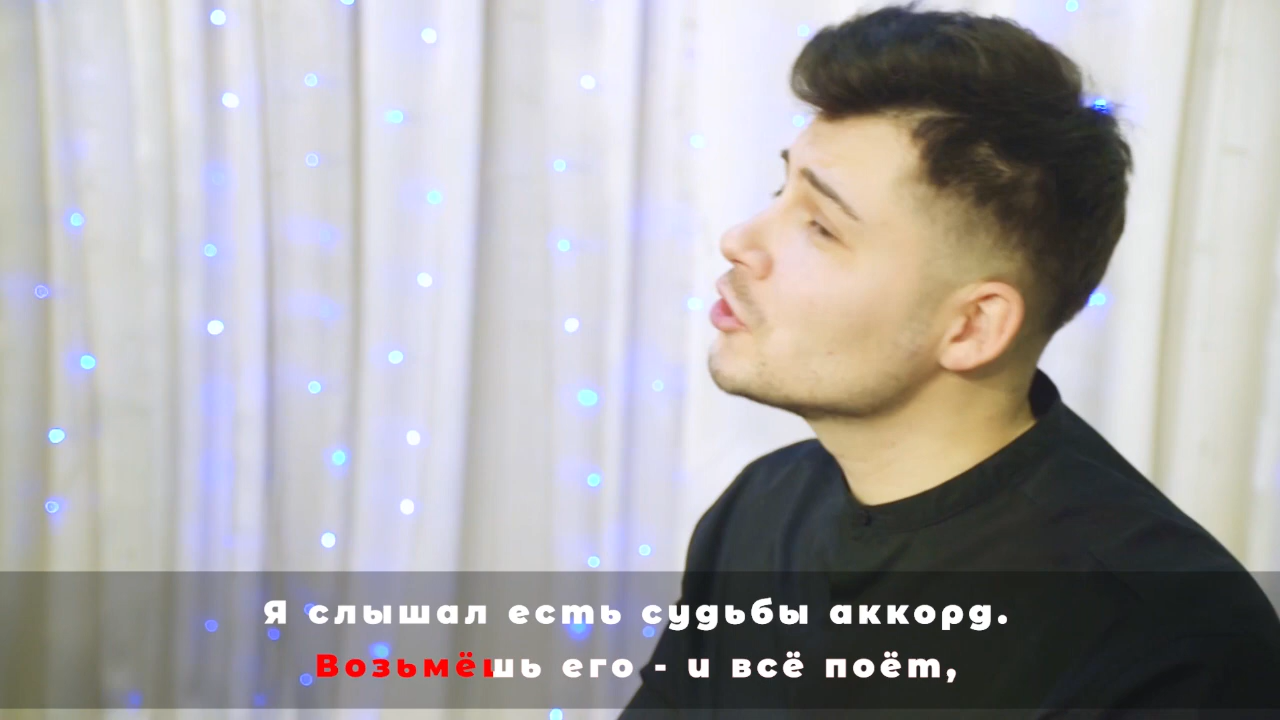 Я слышал есть судьбы аккорд.
Возьмёшь его - и всё поёт,